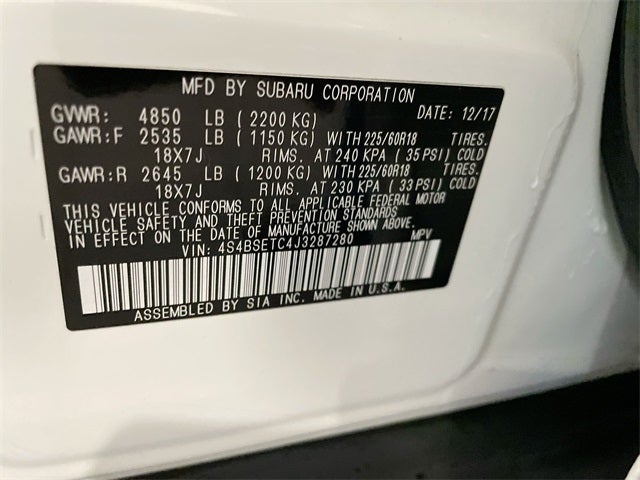 MFD BY SUBARU CORPORATION
GVWR: 4850 LB ( 2200 KG) DATE: 12/17
GAWR:F 2535 LB ( 1150 KG) WITH 225/60R18 TIRES.
18X7J RIMS. AT 240 KPA ( 35 PSI) COLD
GAWR:R 2645 LB ( 1200 KG) WITH 225/60R18 TIRES.
18X7J RIMS. AT 230 KPA ( 33 PSI) COLD
THIS VEHICLE CONFORMS TO ALL APPLICABLE FEDERAL MOTOR
VEHICLE SAFETY AND THEFT PREVENTION STANDARDS
IN EFFECT ON THE DATE OF MANUFACTURE SHOWN ABOVE.
VIN: 4S4BSETC4J3287280 MPV
ASSEMBLED BY SIA INC. MADE IN U.S.A.